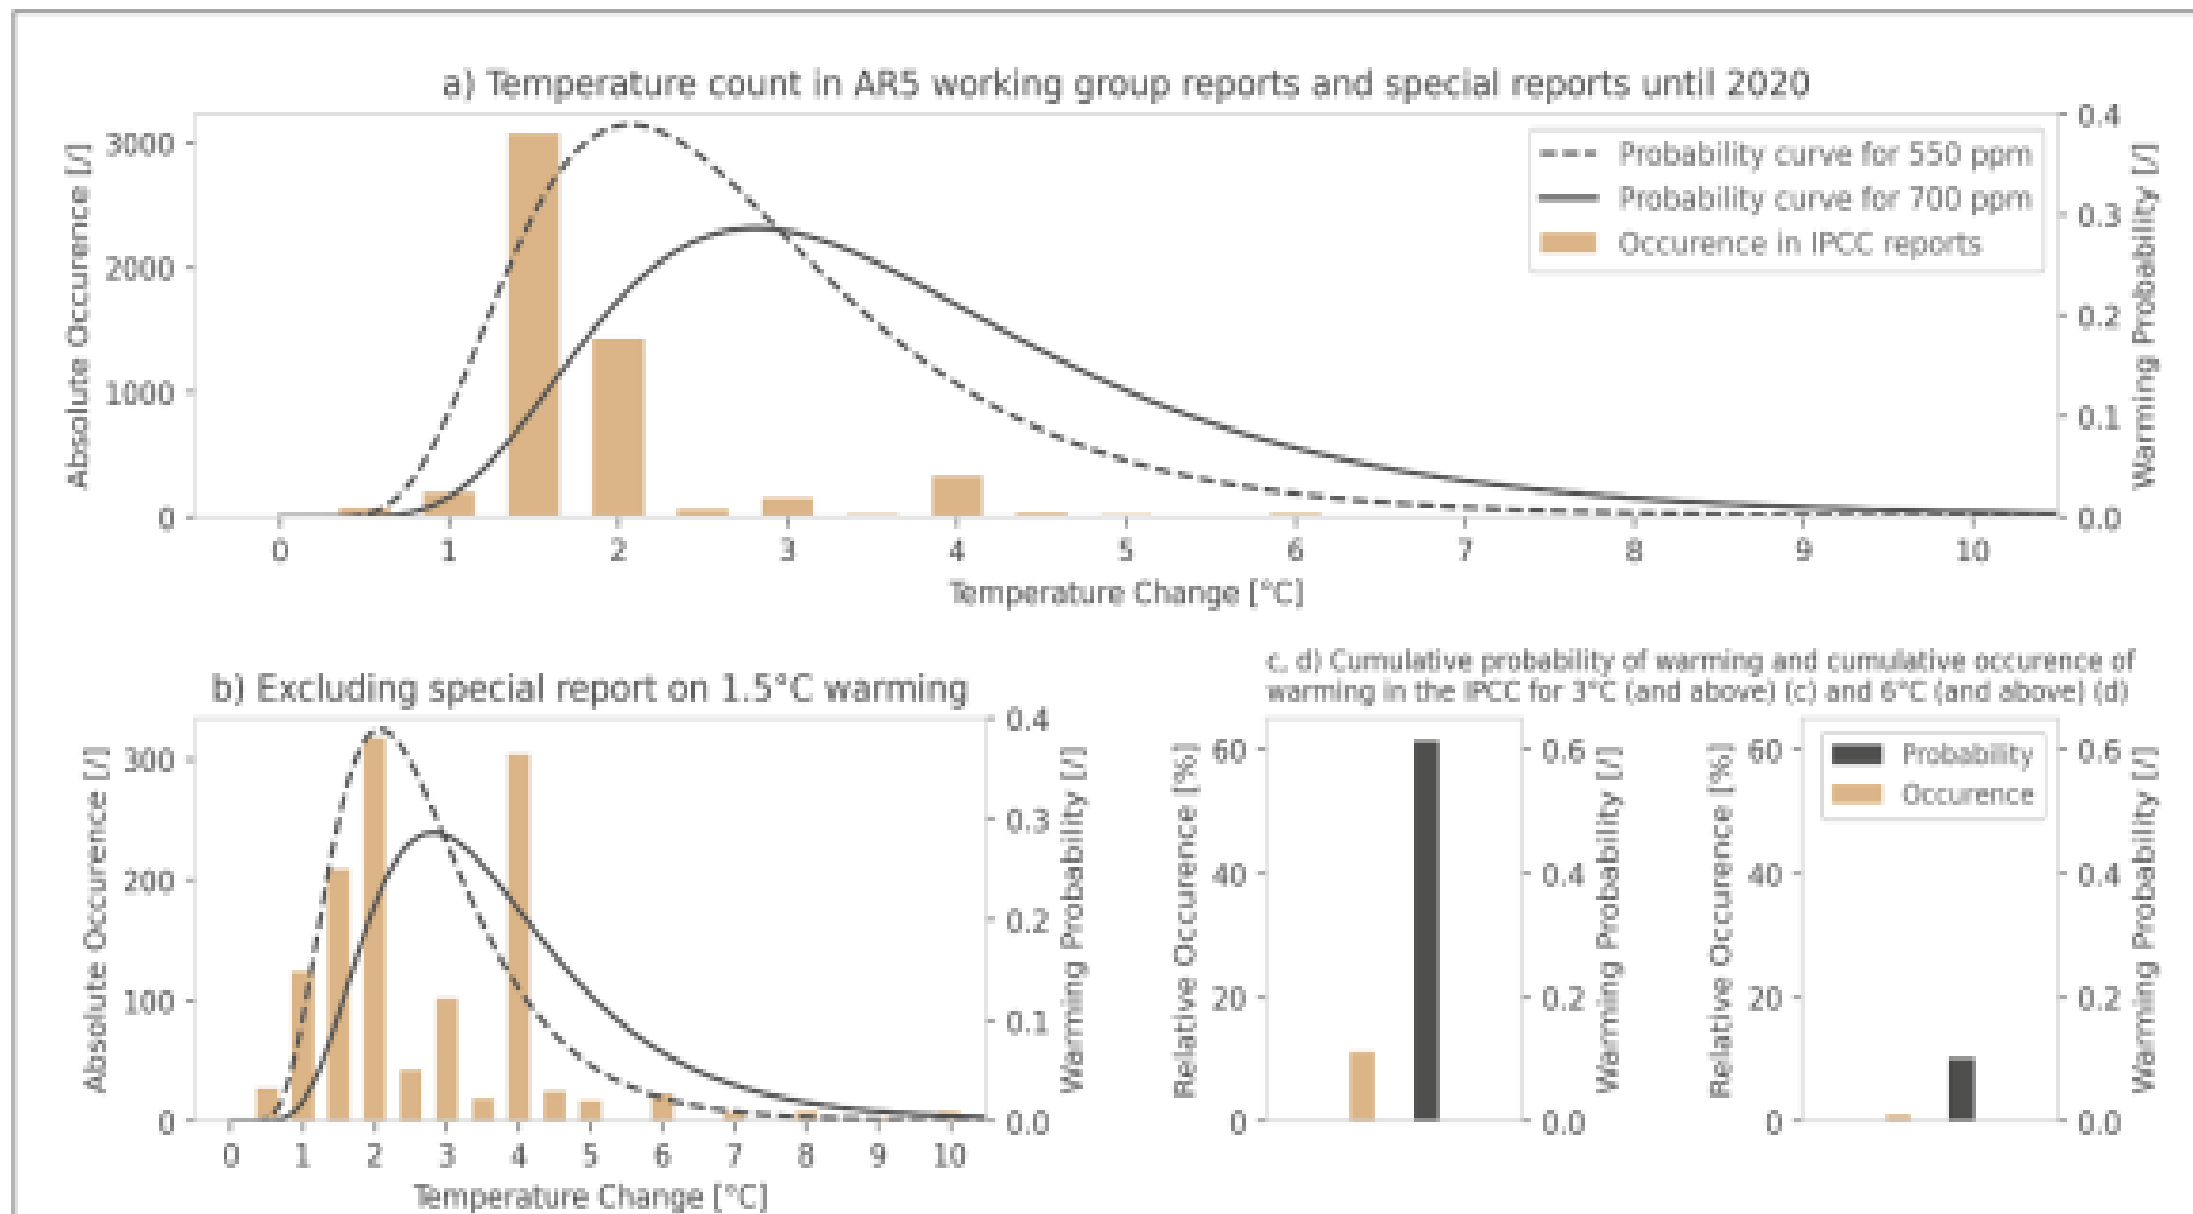 a) Temperature count in AR5 working group reports and special reports until 2020
Absolute Occurence [/]
3000
2000
1000
0
0.4
0.3
0.2
0.1
0.0
Warming Probability [/]
Probability curve for 550 ppm
Probability curve for 700 ppm
Occurence in IPCC reports
0 1 2 3 4 5 6 7 8 9 10
Temperature Change [°C]
b) Excluding special report on 1.5°C warming
Absolute Occurence [/]
300
200
100
0
0.4
0.3
0.2
0.1
0.0
Warming Probability [/]
0 1 2 3 4 5 6 7 8 9 10
Temperature Change [°C]
c, d) Cumulative probability of warming and cumulative occurence of
warming in the IPCC for 3°C (and above) (c) and 6°C (and above) (d)
Relative Occurence [%]
60
40
20
0
0.6
0.4
0.2
0.0
Warming Probability [/]
Relative Occurence [%]
60
40
20
0
Probability
Occurence
0.6
0.4
0.2
0.0
Warming Probability [/]